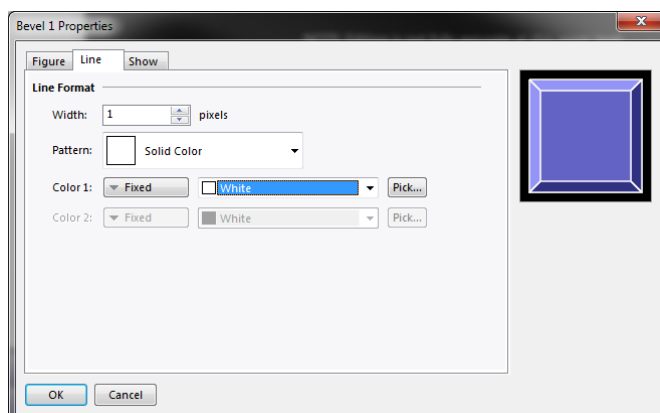 Bevel 1 Properties
Figure Line Show
Line Format
Width: 1 pixels
Pattern: Solid Color
Color 1: Fixed White Pick...
Color 2: Fixed White Pick...
OK Cancel